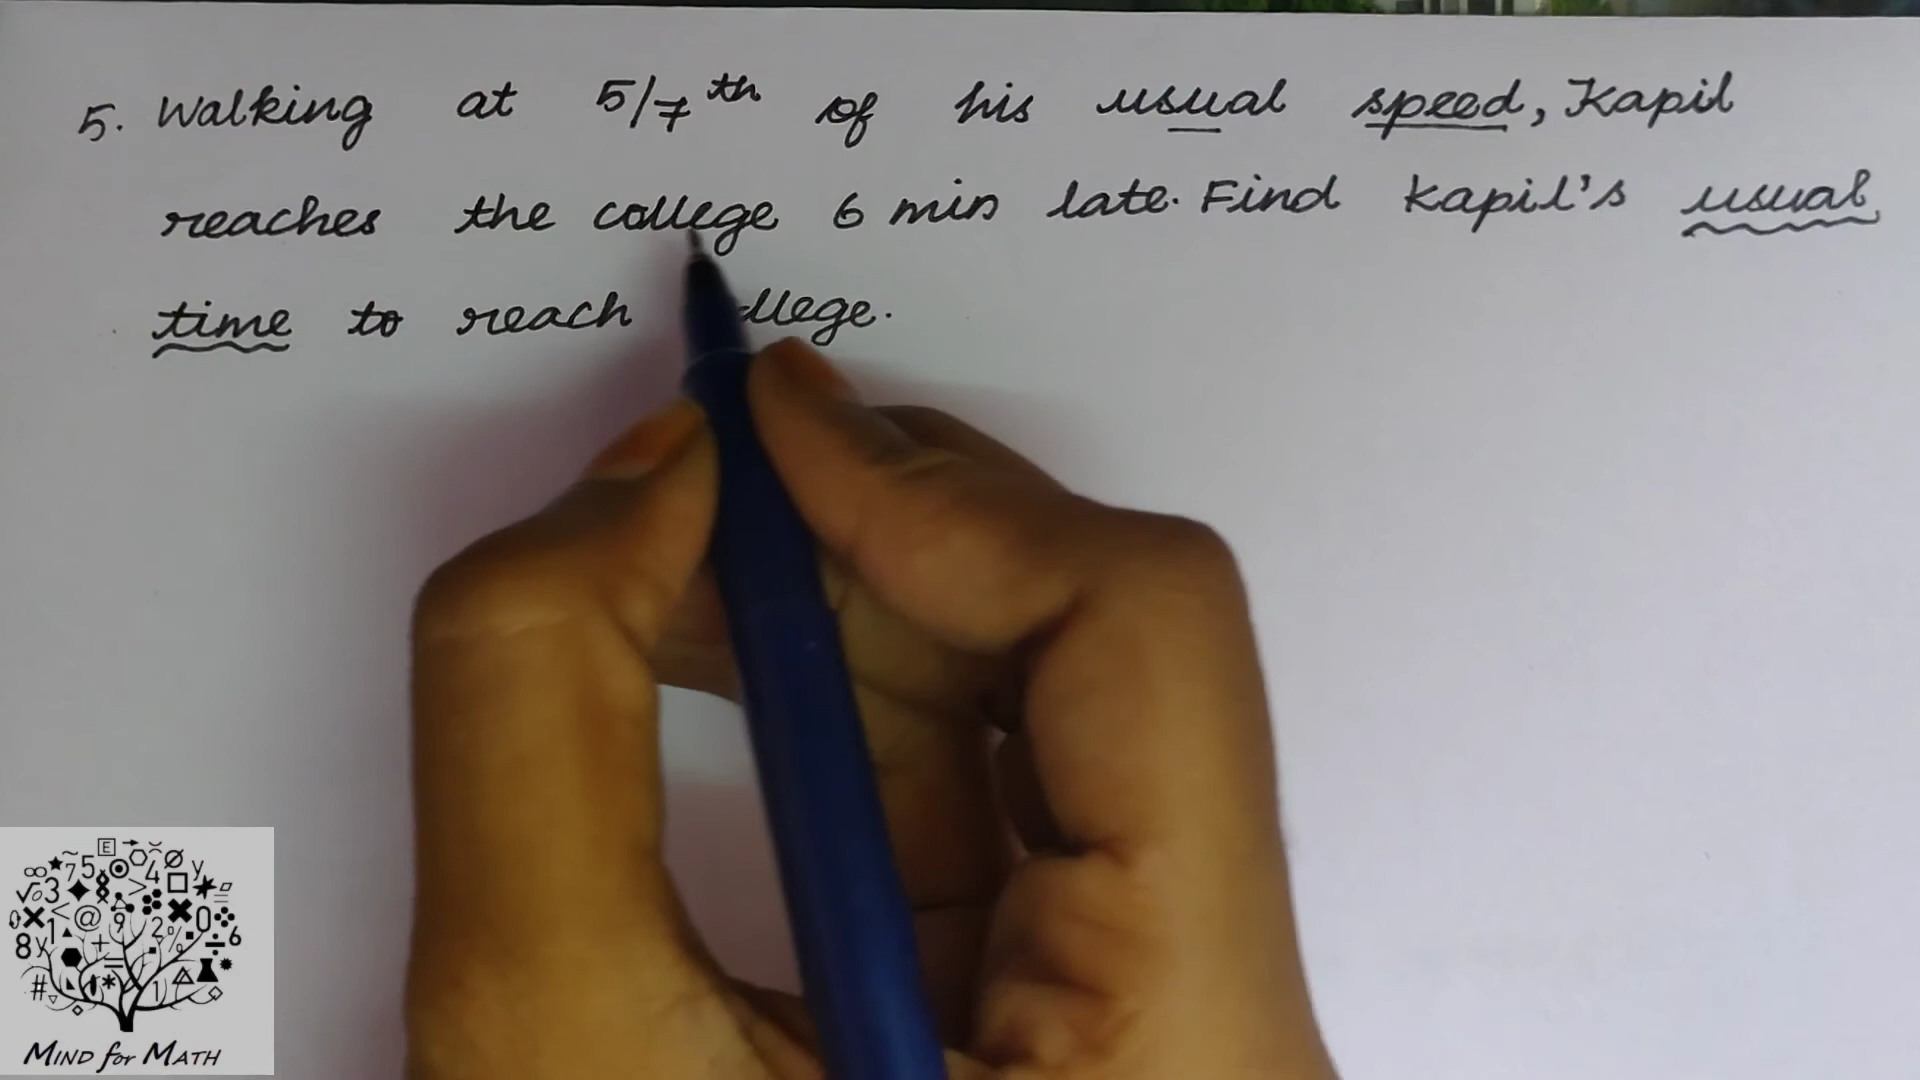 5. Walking at 5/7th of his usual speed, Kapil
reaches the college 6 min late. Find Kapil's usual
time to reach college.
MIND for MATH